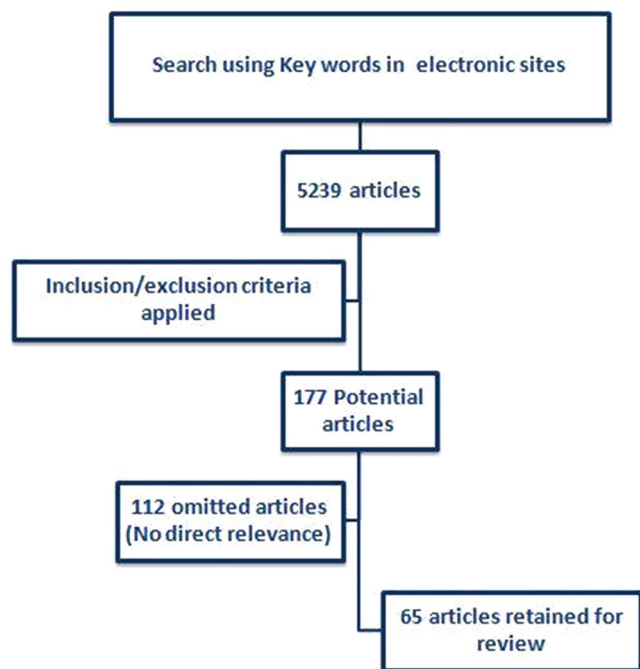 Search using Key words in electronic sites
5239 articles
Inclusion/exclusion criteria
applied
177 Potential
articles
112 omitted articles
(No direct relevance)
65 articles retained for
review